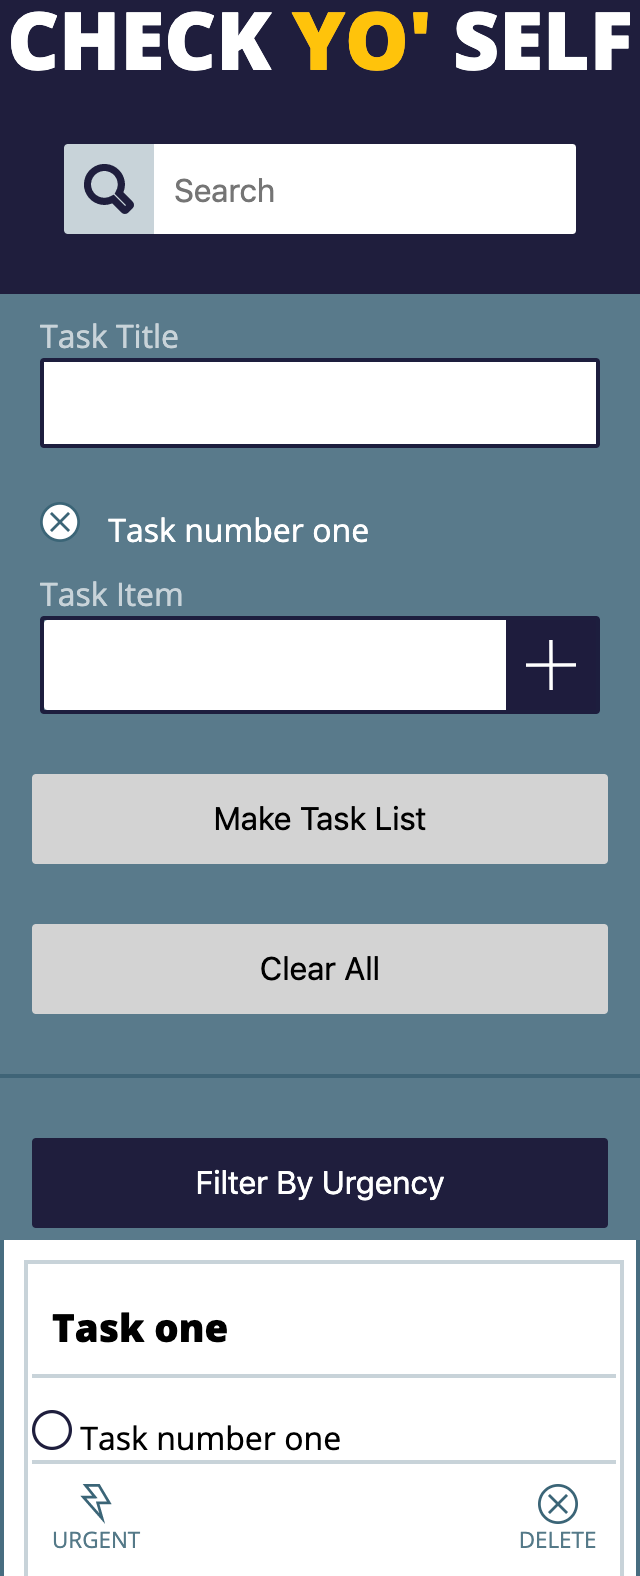 CHECK YO' SELF
Search
Task Title
Task number one
Task Item
Make Task List
Clear All
Filter By Urgency
Task one
Task number one
URGENT
DELETE